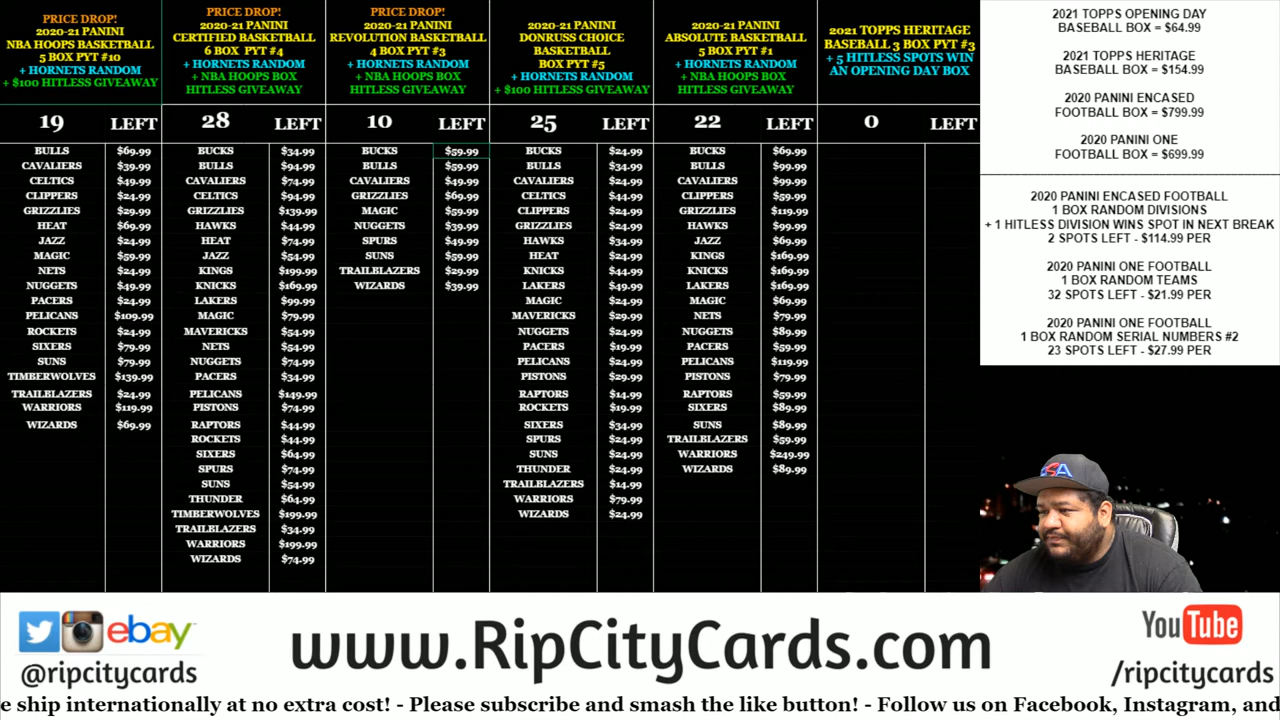 PRICE DROP!
2020-21 PANINI
NBA HOOPS BASKETBALL
5 BOX PYT #10
+ HORNETS RANDOM
+ $100 HITLESS GIVEAWAY
19 LEFT
BULLS $69.99
CAVALIERS $39.99
CELTICS $49.99
CLIPPERS $24.99
GRIZZLIES $29.99
HEAT $69.99
JAZZ $24.99
MAGIC $59.99
NETS $24.99
NUGGETS $49.99
PACERS $24.99
PELICANS $109.99
ROCKETS $24.99
SIXERS $79.99
SUNS $79.99
TIMBERWOLVES $139.99
TRAILBLAZERS $24.99
WARRIORS $119.99
WIZARDS $69.99
PRICE DROP!
2020-21 PANINI
CERTIFIED BASKETBALL
6 BOX PYT #4
+ HORNETS RANDOM
+ NBA HOOPS BOX
HITLESS GIVEAWAY
28 LEFT
BUCKS $34.99
BULLS $94.99
CAVALIERS $74.99
CELTICS $94.99
GRIZZLIES $139.99
HAWKS $44.99
HEAT $74.99
JAZZ $54.99
KINGS $199.99
KNICKS $169.99
LAKERS $99.99
MAGIC $79.99
MAVERICKS $54.99
NETS $54.99
NUGGETS $74.99
PACERS $34.99
PELICANS $149.99
PISTONS $74.99
RAPTORS $44.99
ROCKETS $44.99
SIXERS $64.99
SPURS $74.99
SUNS $54.99
THUNDER $64.99
TIMBERWOLVES $199.99
TRAILBLAZERS $34.99
WARRIORS $199.99
WIZARDS $74.99
PRICE DROP!
2020-21 PANINI
REVOLUTION BASKETBALL
4 BOX PYT #3
+ HORNETS RANDOM
+ NBA HOOPS BOX
HITLESS GIVEAWAY
10 LEFT
BUCKS $59.99
BULLS $59.99
CAVALIERS $49.99
GRIZZLIES $69.99
MAGIC $59.99
NUGGETS $39.99
SPURS $49.99
SUNS $59.99
TRAILBLAZERS $29.99
WIZARDS $39.99
2020-21 PANINI
DONRUSS CHOICE
BASKETBALL
BOX PYT #5
+ HORNETS RANDOM
+ $100 HITLESS GIVEAWAY
25 LEFT
BUCKS $24.99
BULLS $34.99
CAVALIERS $24.99
CELTICS $44.99
CLIPPERS $24.99
GRIZZLIES $24.99
HAWKS $34.99
HEAT $24.99
KNICKS $44.99
LAKERS $49.99
MAGIC $24.99
MAVERICKS $29.99
NUGGETS $24.99
PACERS $19.99
PELICANS $24.99
PISTONS $29.99
RAPTORS $14.99
ROCKETS $19.99
SIXERS $34.99
SPURS $24.99
SUNS $24.99
THUNDER $24.99
TRAILBLAZERS $14.99
WARRIORS $79.99
WIZARDS $24.99
2020-21 PANINI
ABSOLUTE BASKETBALL
5 BOX PYT #1
+ HORNETS RANDOM
+ NBA HOOPS BOX
HITLESS GIVEAWAY
22 LEFT
BUCKS $69.99
BULLS $99.99
CAVALIERS $99.99
CLIPPERS $59.99
GRIZZLIES $119.99
HAWKS $99.99
JAZZ $69.99
KINGS $169.99
KNICKS $169.99
LAKERS $169.99
MAGIC $69.99
NETS $79.99
NUGGETS $89.99
PACERS $59.99
PELICANS $119.99
PISTONS $79.99
RAPTORS $59.99
SIXERS $89.99
SUNS $89.99
TRAILBLAZERS $59.99
WARRIORS $249.99
WIZARDS $89.99
2021 TOPPS HERITAGE
BASEBALL 3 BOX PYT #3
+ 5 HITLESS SPOTS WIN
AN OPENING DAY BOX
0 LEFT
2021 TOPPS OPENING DAY
BASEBALL BOX = $64.99
2021 TOPPS HERITAGE
BASEBALL BOX = $154.99
2020 PANINI ENCASED
FOOTBALL BOX = $799.99
2020 PANINI ONE
FOOTBALL BOX = $699.99
2020 PANINI ENCASED FOOTBALL
1 BOX RANDOM DIVISIONS
+ 1 HITLESS DIVISION WINS SPOT IN NEXT BREAK
2 SPOTS LEFT - $114.99 PER
2020 PANINI ONE FOOTBALL
1 BOX RANDOM TEAMS
32 SPOTS LEFT - $21.99 PER
2020 PANINI ONE FOOTBALL
1 BOX RANDOM SERIAL NUMBERS #2
23 SPOTS LEFT - $27.99 PER
ebay
@ripcitycards
www.RipCityCards.com
YouTube
/ripcitycards
e ship internationally at no extra cost! - Please subscribe and smash the like button! - Follow us on Facebook, Instagram, and